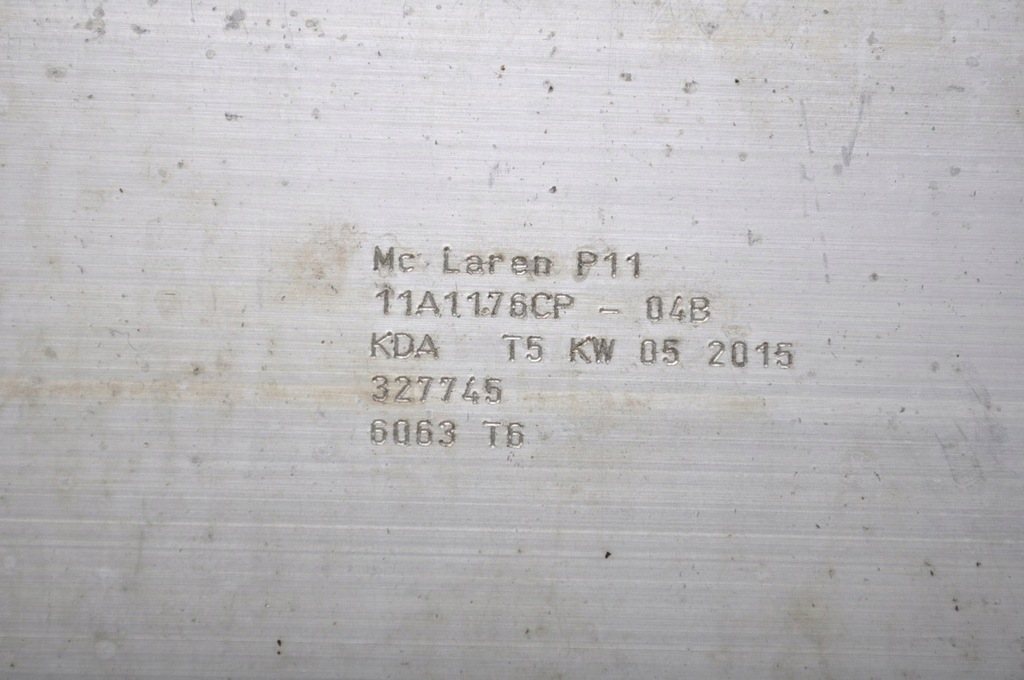 Mc Laren P11
11A1176CP - 04B
KDA T5 KW 05 2015
327745
6063 T6